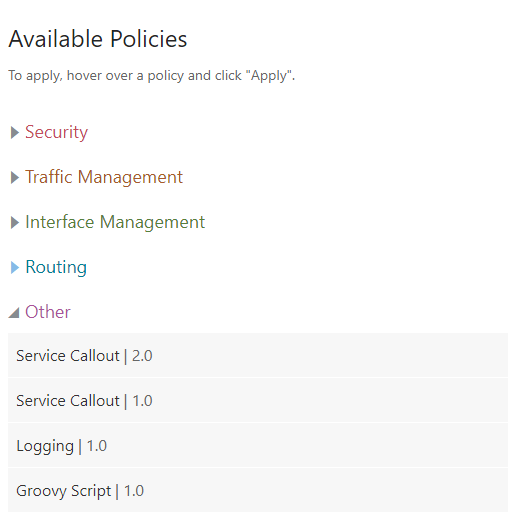 Available Policies
To apply, hover over a policy and click "Apply".
Security
Traffic Management
Interface Management
Routing
Other
Service Callout | 2.0
Service Callout | 1.0
Logging | 1.0
Groovy Script | 1.0